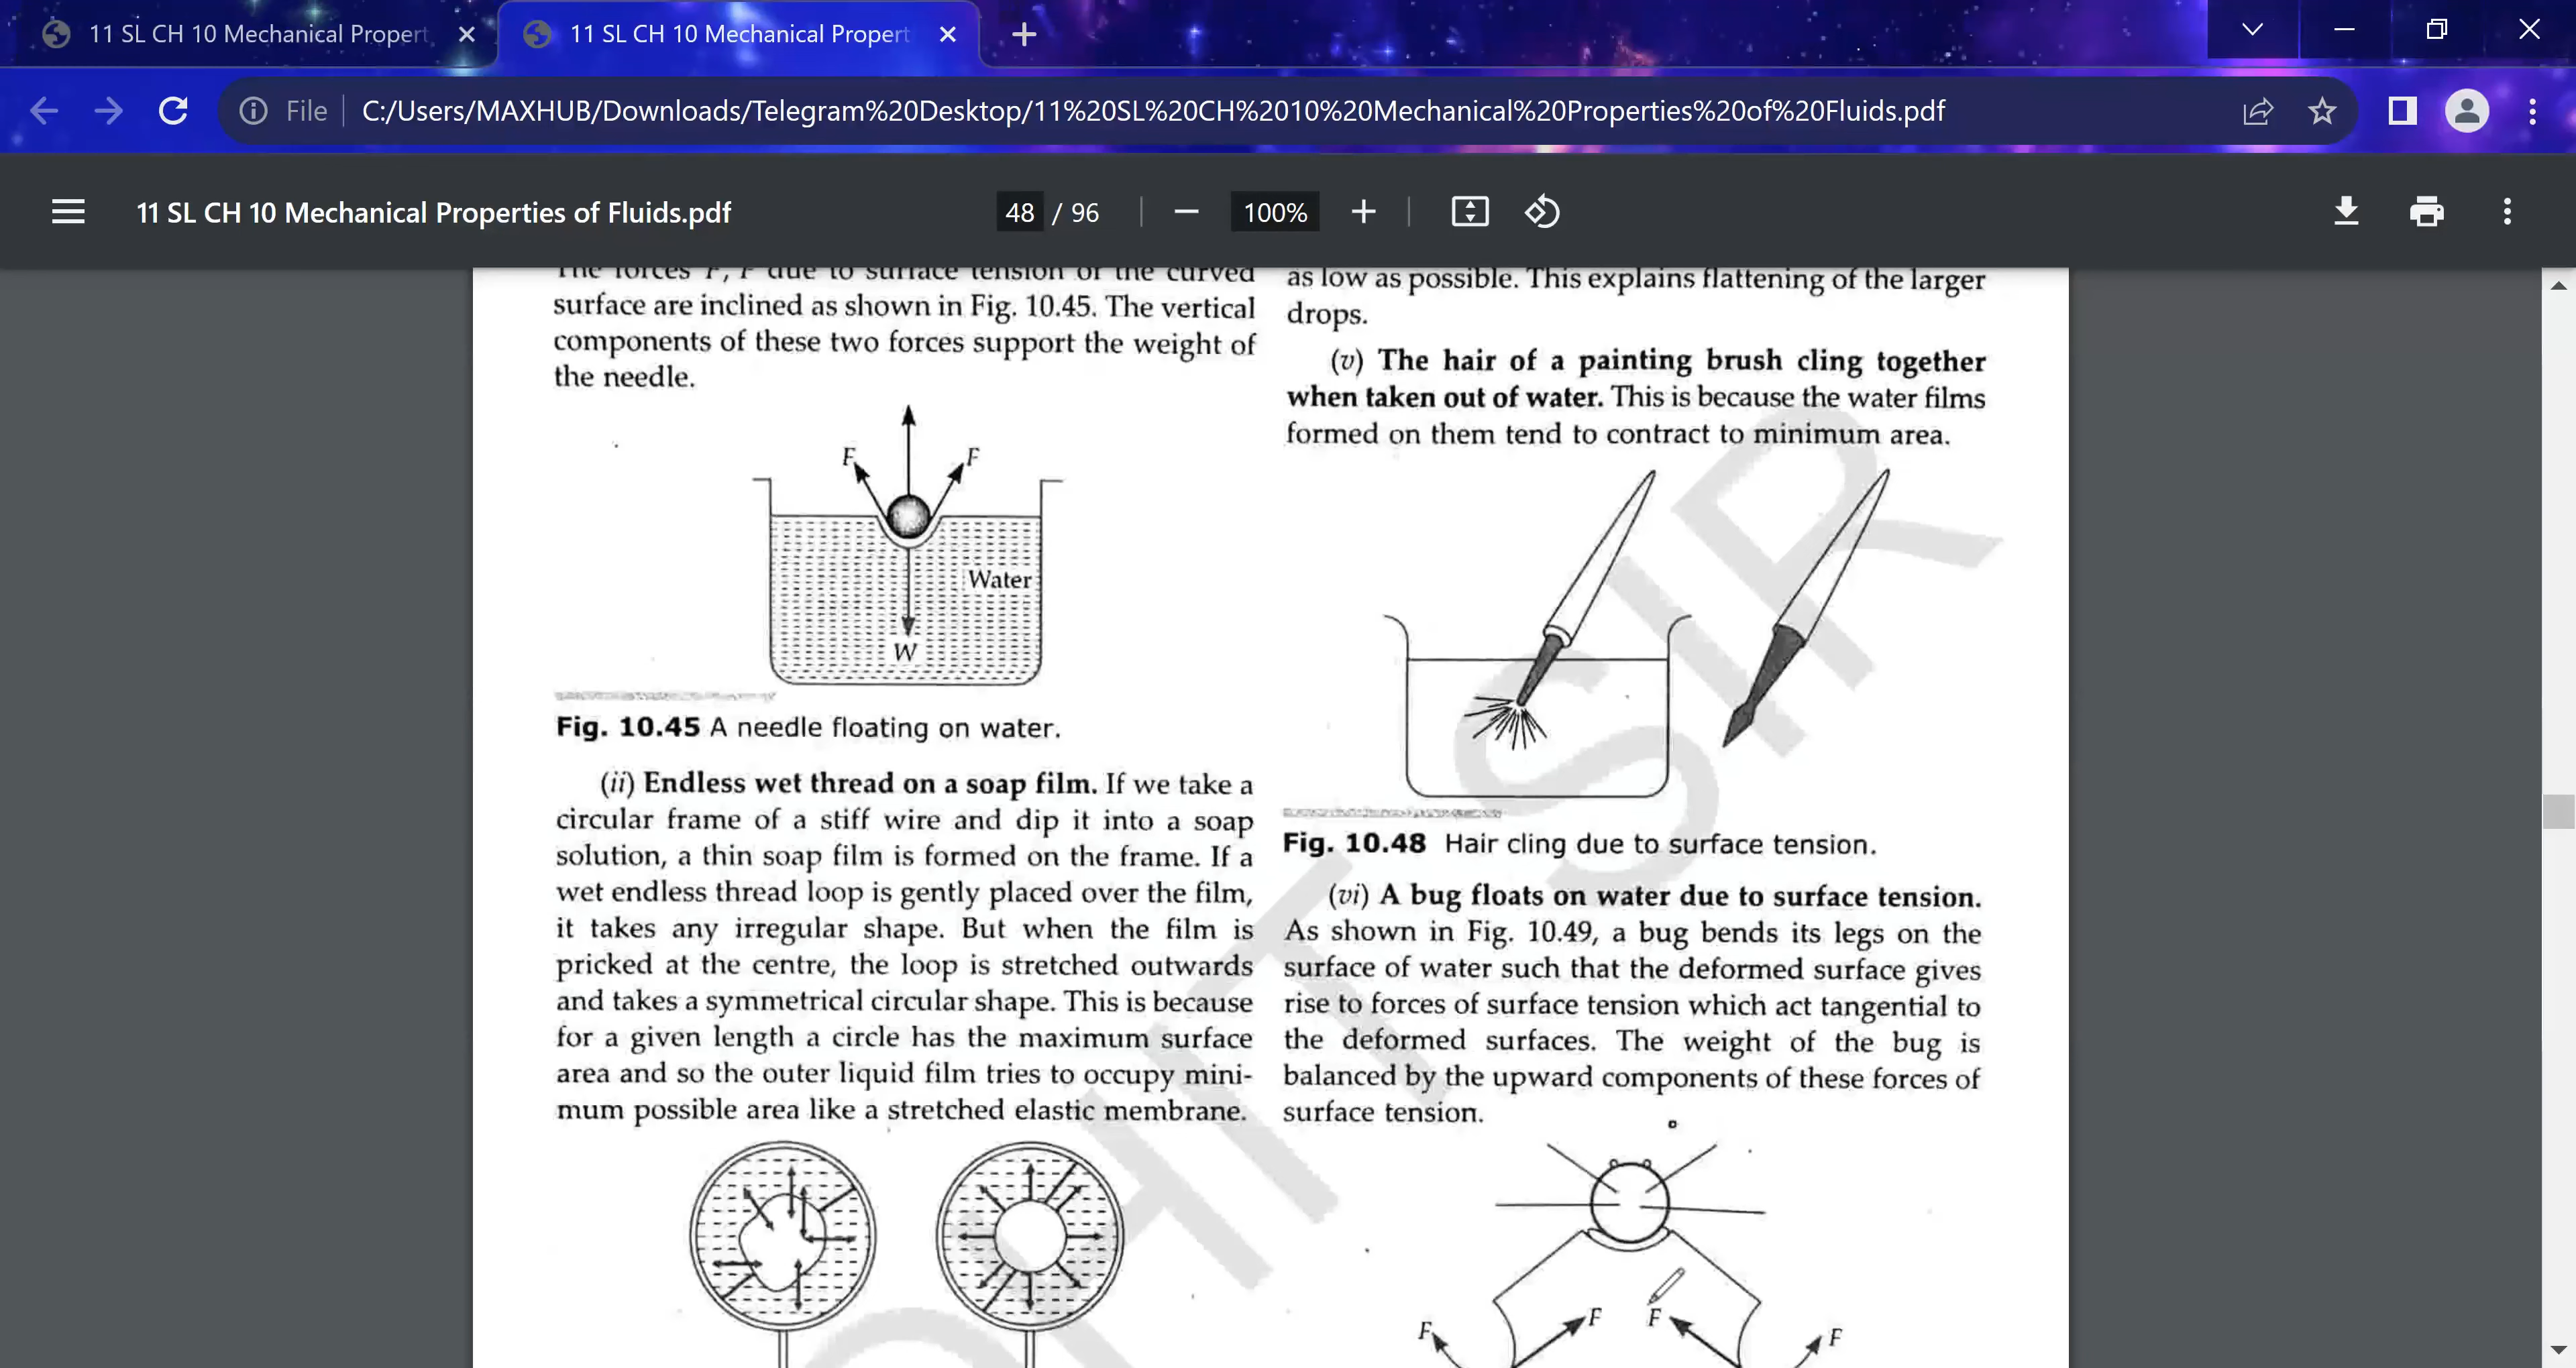 11 SL CH 10 Mechanical Propert
11 SL CH 10 Mechanical Propert
File
C:/Users/MAXHUB/Downloads/Telegram%20Desktop/11%20SL%20CH%2010%20Mechanical%20Properties%20of%20Fluids.pdf
11 SL CH 10 Mechanical Properties of Fluids.pdf
48 / 96
100%
The forces F, F due to surface tension of the curved
surface are inclined as shown in Fig. 10.45. The vertical
components of these two forces support the weight of
the needle.
F
F
Water
W
Fig. 10.45 A needle floating on water.
(ii) Endless wet thread on a soap film. If we take a
circular frame of a stiff wire and dip it into a soap
solution, a thin soap film is formed on the frame. If a
wet endless thread loop is gently placed over the film,
it takes any irregular shape. But when the film is
pricked at the centre, the loop is stretched outwards
and takes a symmetrical circular shape. This is because
for a given length a circle has the maximum surface
area and so the outer liquid film tries to occupy mini-
mum possible area like a stretched elastic membrane.
as low as possible. This explains flattening of the larger
drops.
(v) The hair of a painting brush cling together
when taken out of water. This is because the water films
formed on them tend to contract to minimum area.
Fig. 10.48 Hair cling due to surface tension.
(vi) A bug floats on water due to surface tension.
As shown in Fig. 10.49, a bug bends its legs on the
surface of water such that the deformed surface gives
rise to forces of surface tension which act tangential to
the deformed surfaces. The weight of the bug is
balanced by the upward components of these forces of
surface tension.
F
F
F
F